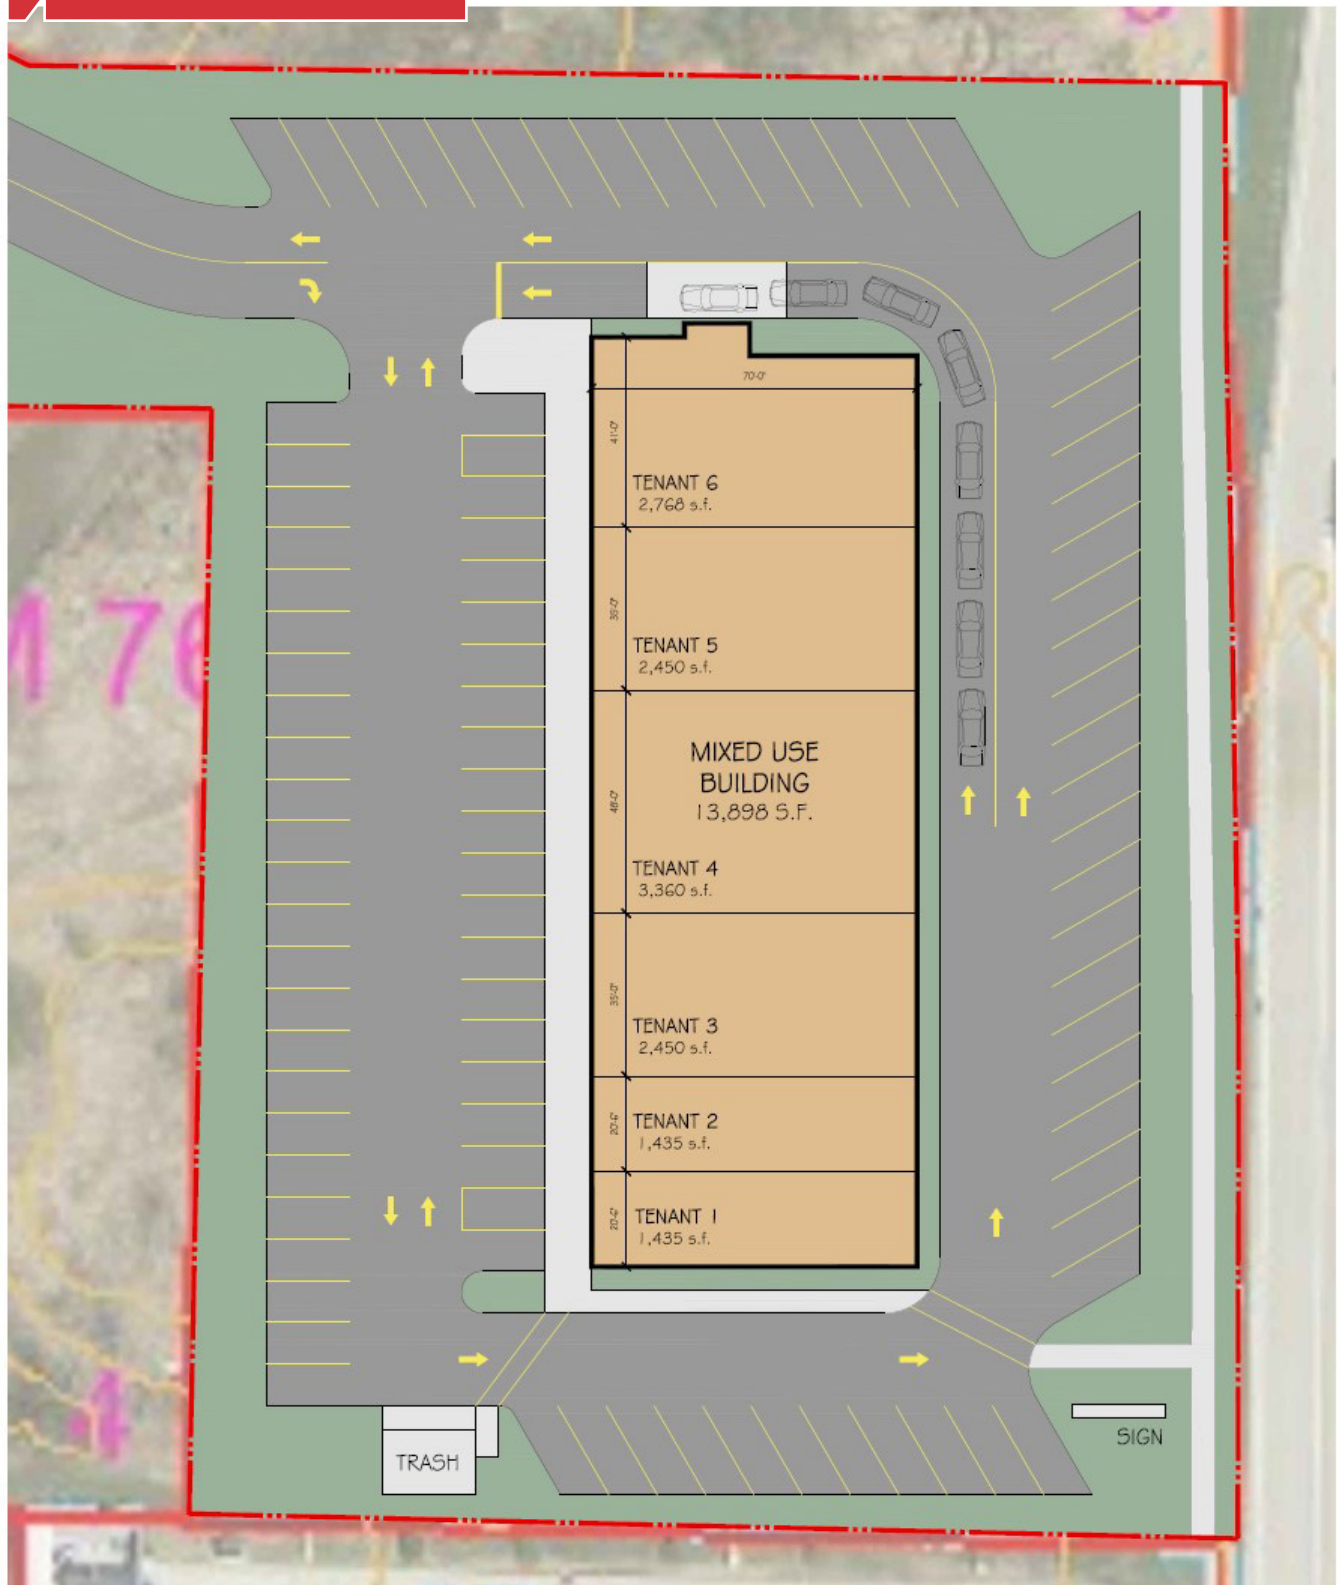 70'-0"
41'-0"
TENANT 6
2,768 s.f.
35'-0"
TENANT 5
2,450 s.f.
MIXED USE
BUILDING
13,898 S.F.
48'-0"
TENANT 4
3,360 s.f.
35'-0"
TENANT 3
2,450 s.f.
20'-6"
TENANT 2
1,435 s.f.
20'-6"
TENANT 1
1,435 s.f.
TRASH
SIGN
76
4